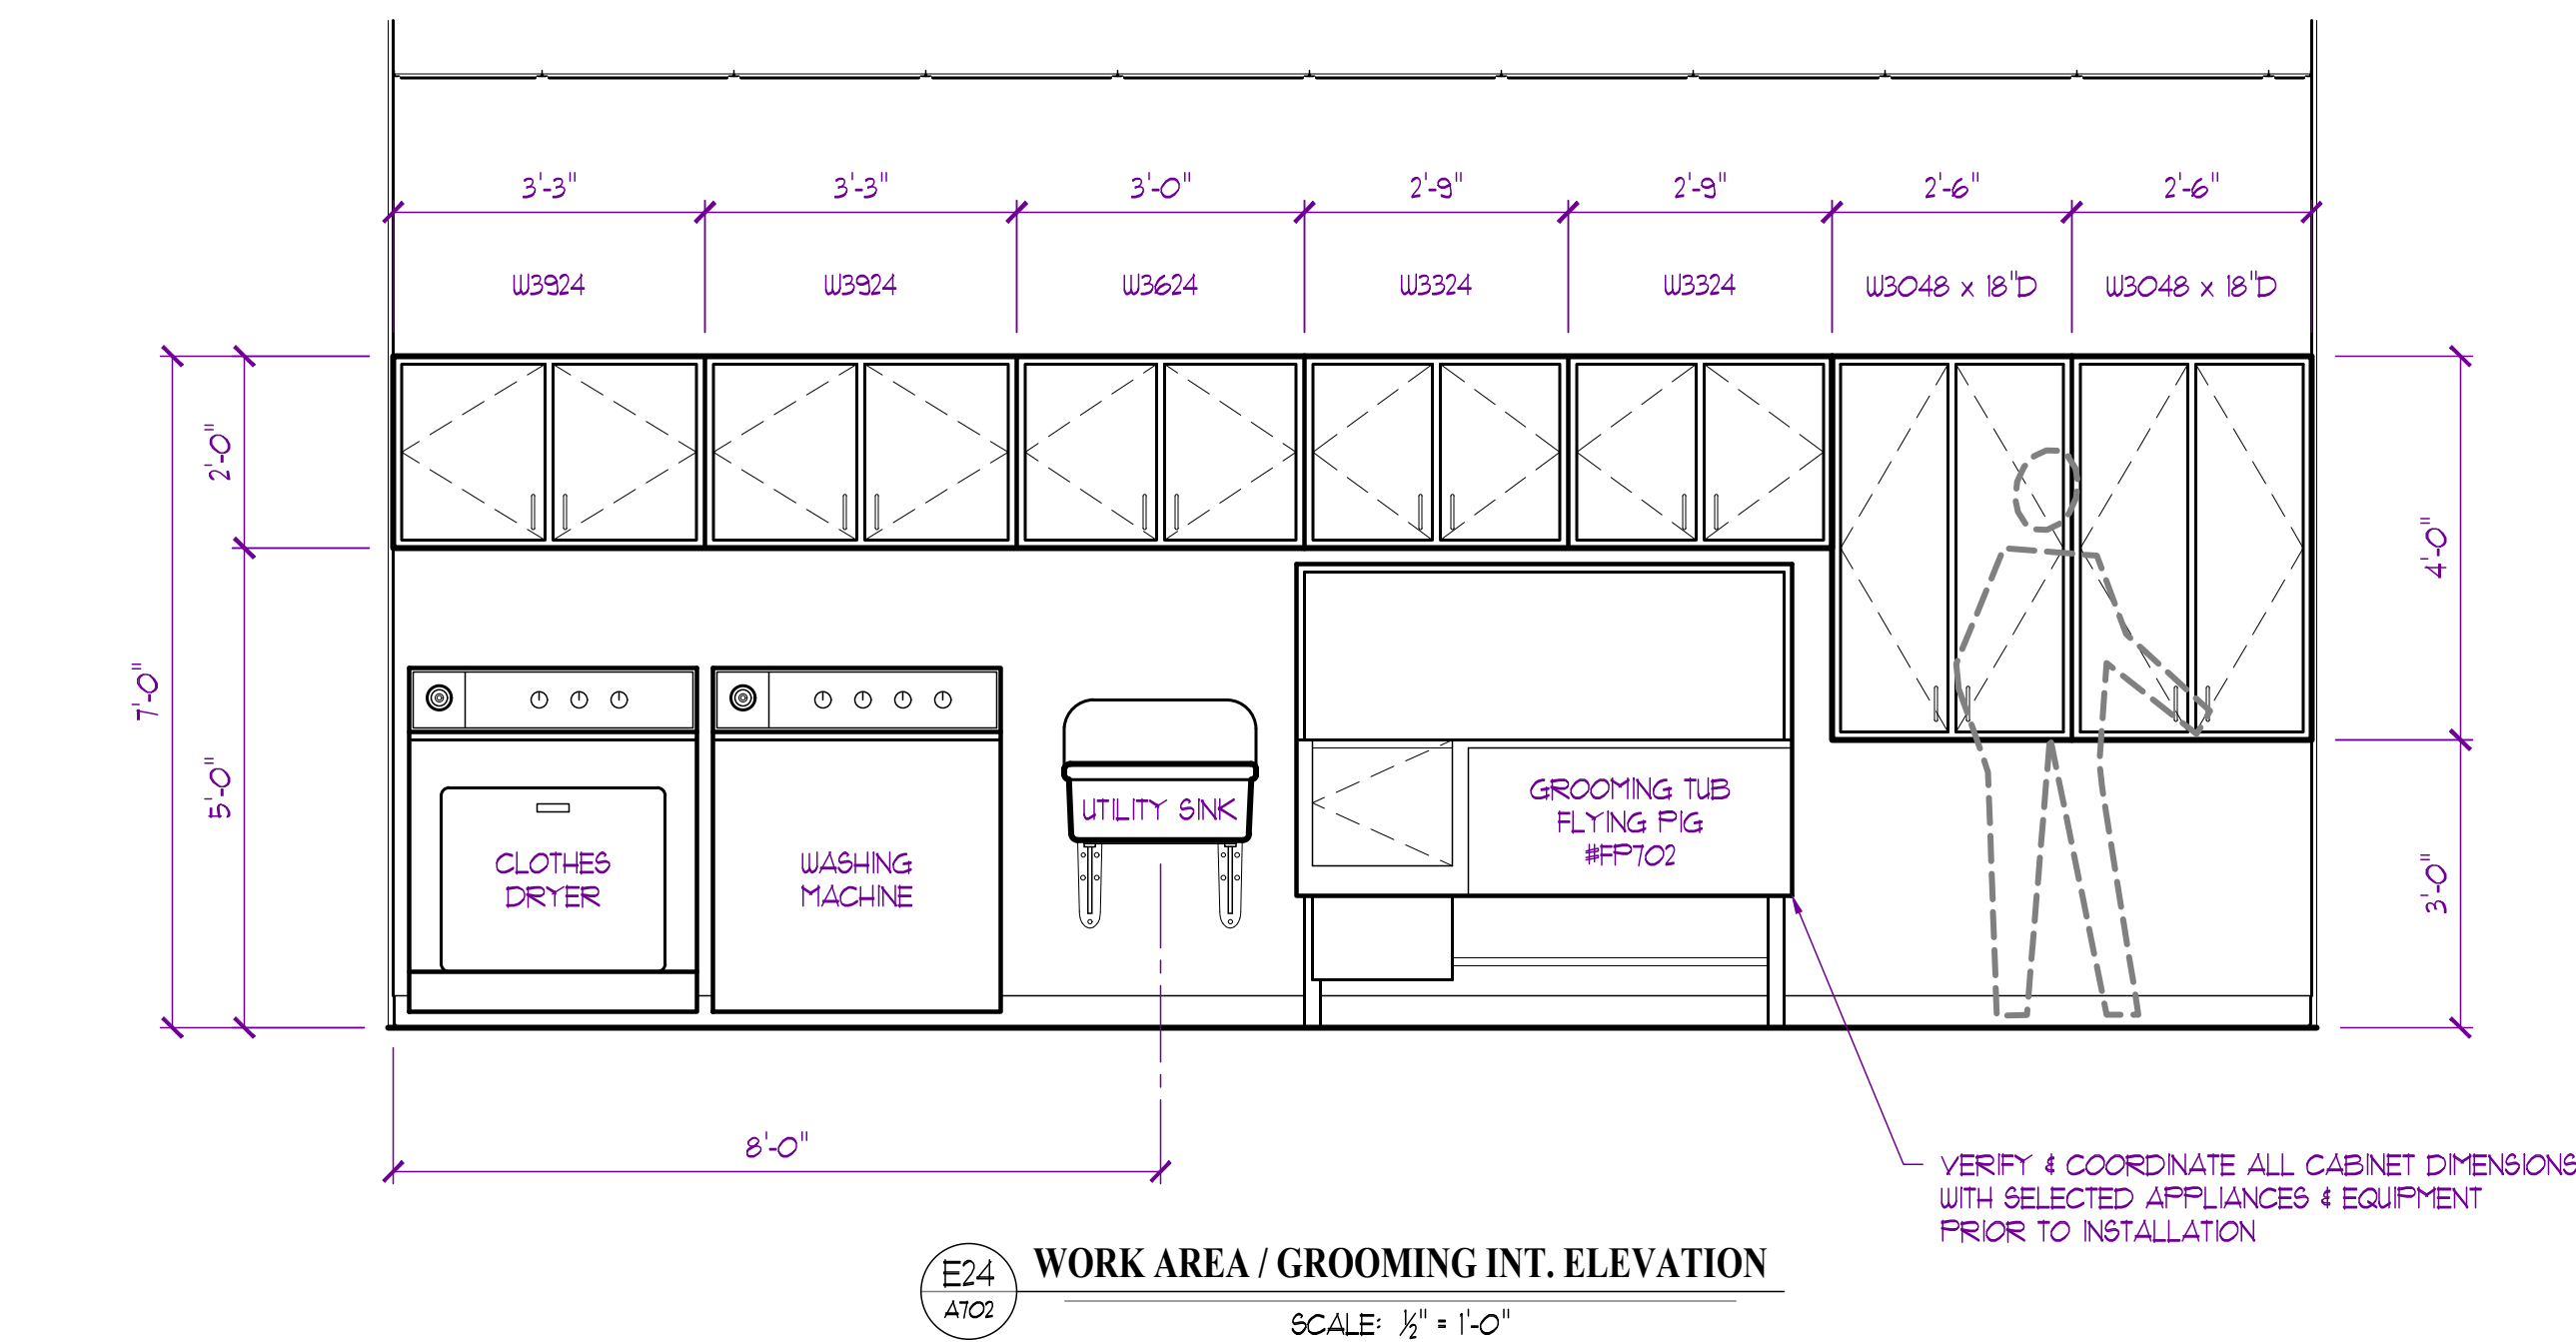 3'-3" 3'-3" 3'-0" 2'-9" 2'-9" 2'-6" 2'-6"
W3924 W3924 W3624 W3324 W3324 W3048 x 18"D W3048 x 18"D
2'-0"
7'-0"
5'-0"
4'-0"
3'-0"
CLOTHES
DRYER
WASHING
MACHINE
UTILITY SINK
GROOMING TUB
FLYING PIG
#FP702
8'-0"
VERIFY & COORDINATE ALL CABINET DIMENSIONS
WITH SELECTED APPLIANCES & EQUIPMENT
PRIOR TO INSTALLATION
E24
A702
WORK AREA / GROOMING INT. ELEVATION
SCALE: ½" = 1'-0"